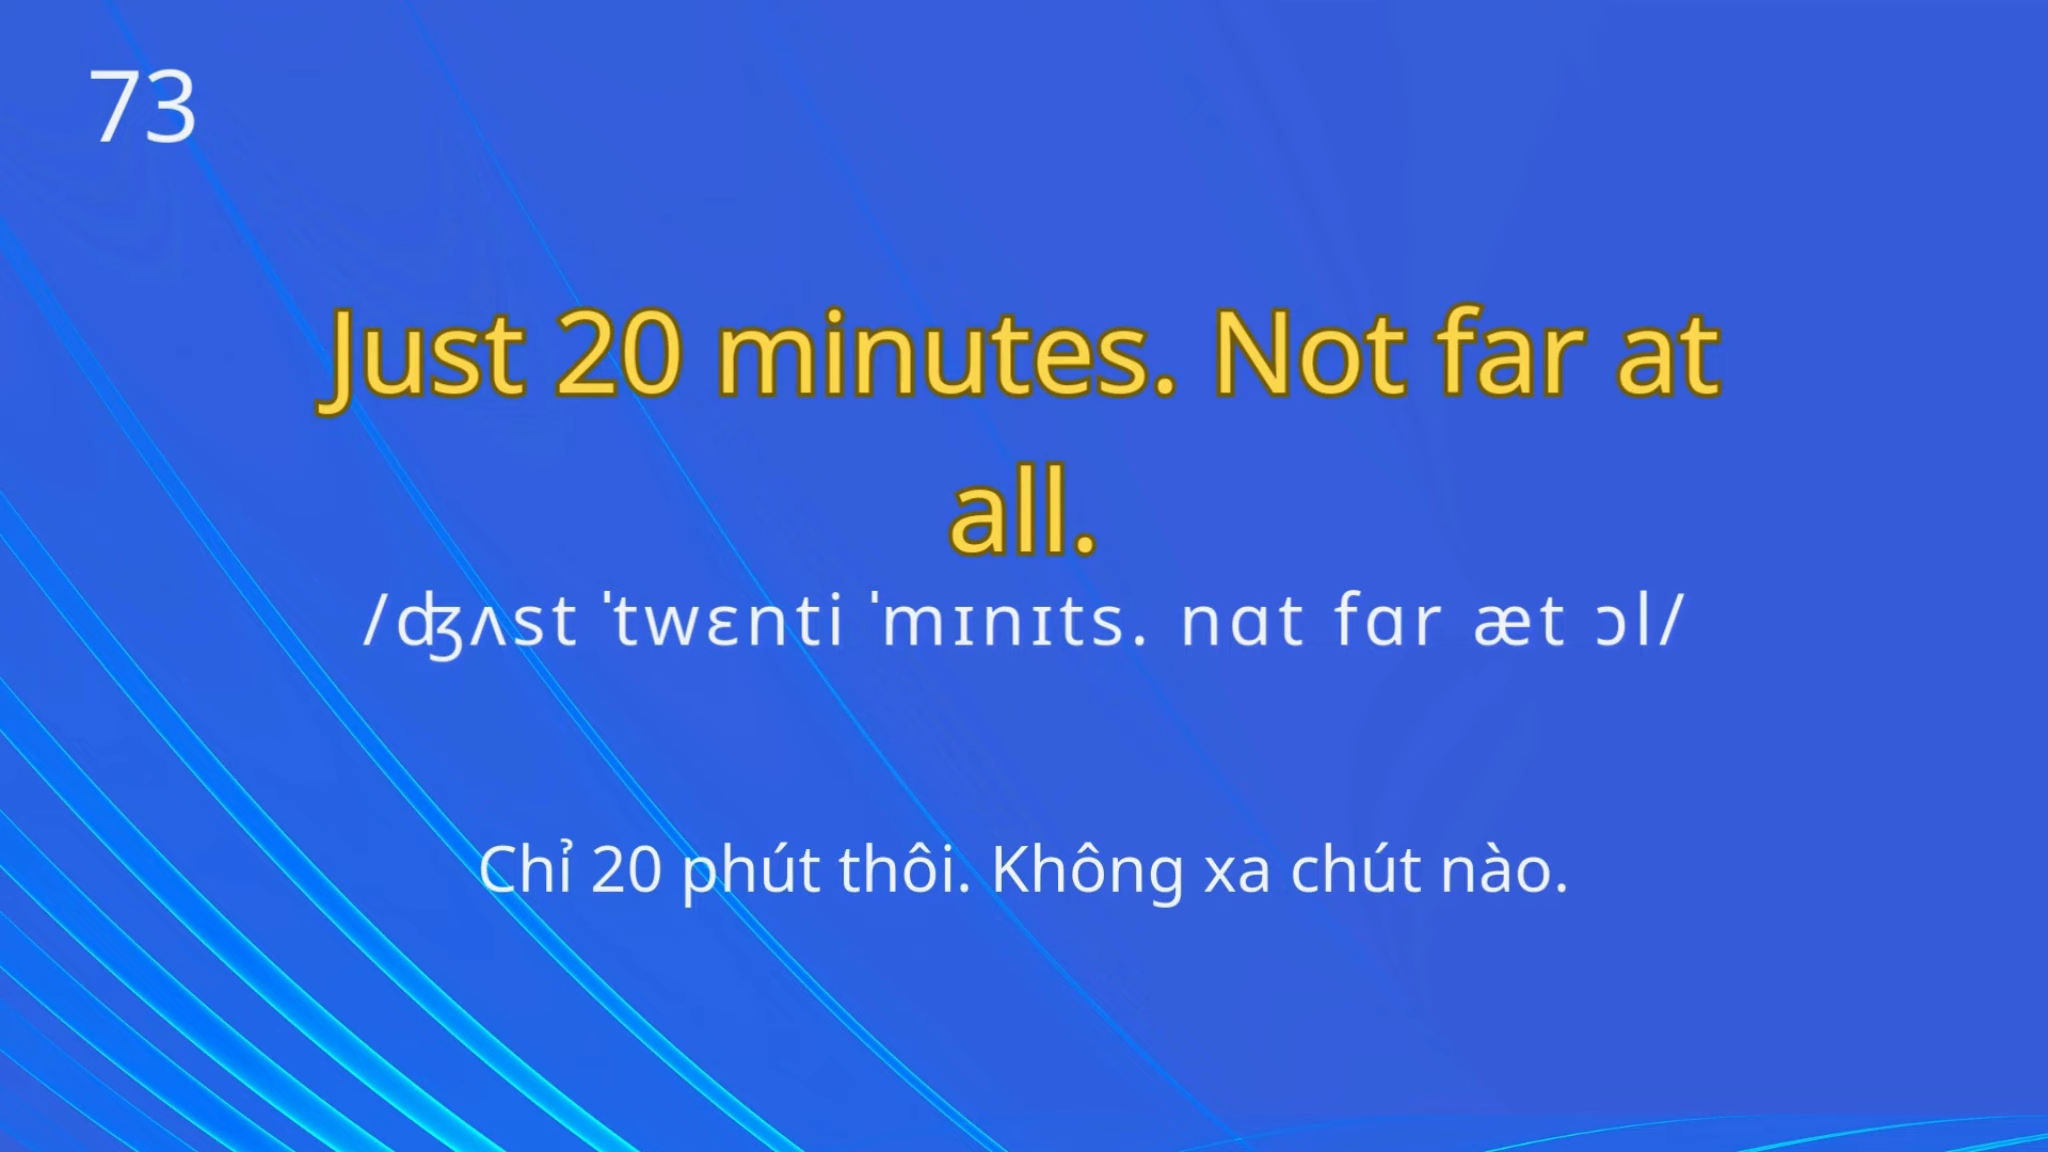 73
Just 20 minutes. Not far at
all.
/ʤʌst ˈtwɛnti ˈmɪnɪts. nɑt fɑr æt ɔl/
Chỉ 20 phút thôi. Không xa chút nào.